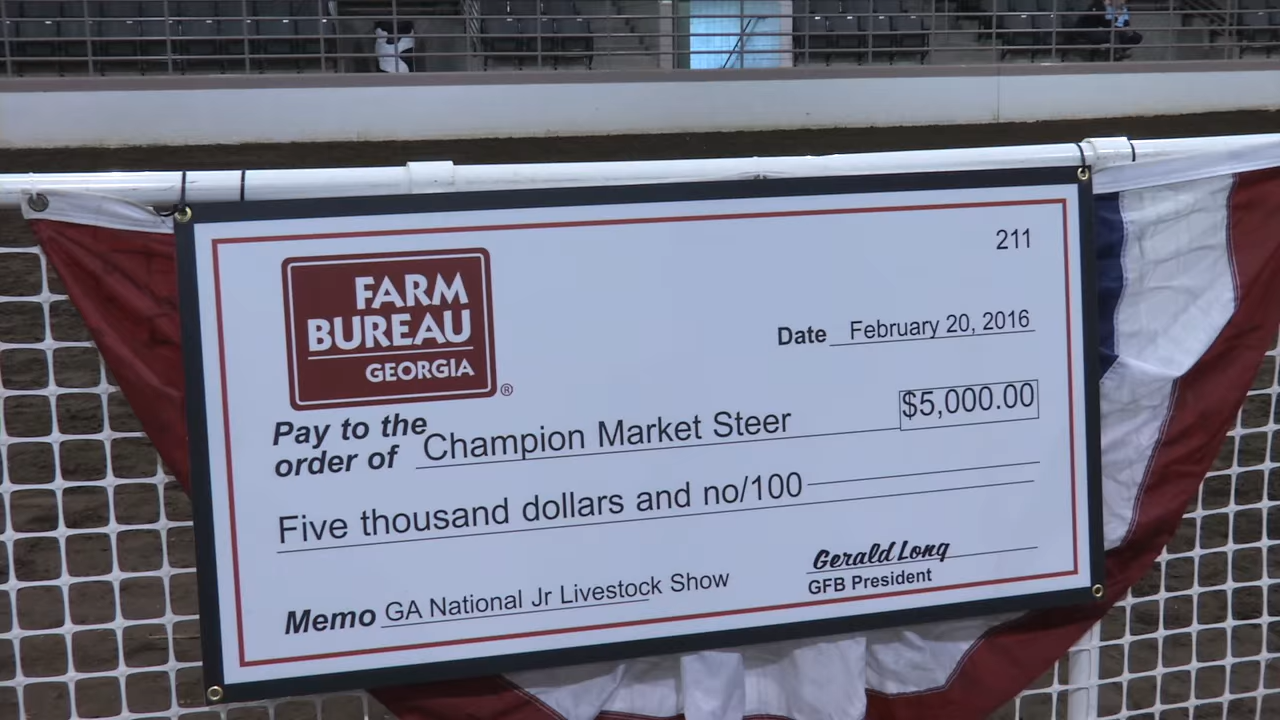 211
FARM
BUREAU
GEORGIA
®
Date February 20, 2016
Pay to the
order of Champion Market Steer $5,000.00
Five thousand dollars and no/100
Gerald Long
GFB President
Memo GA National Jr Livestock Show